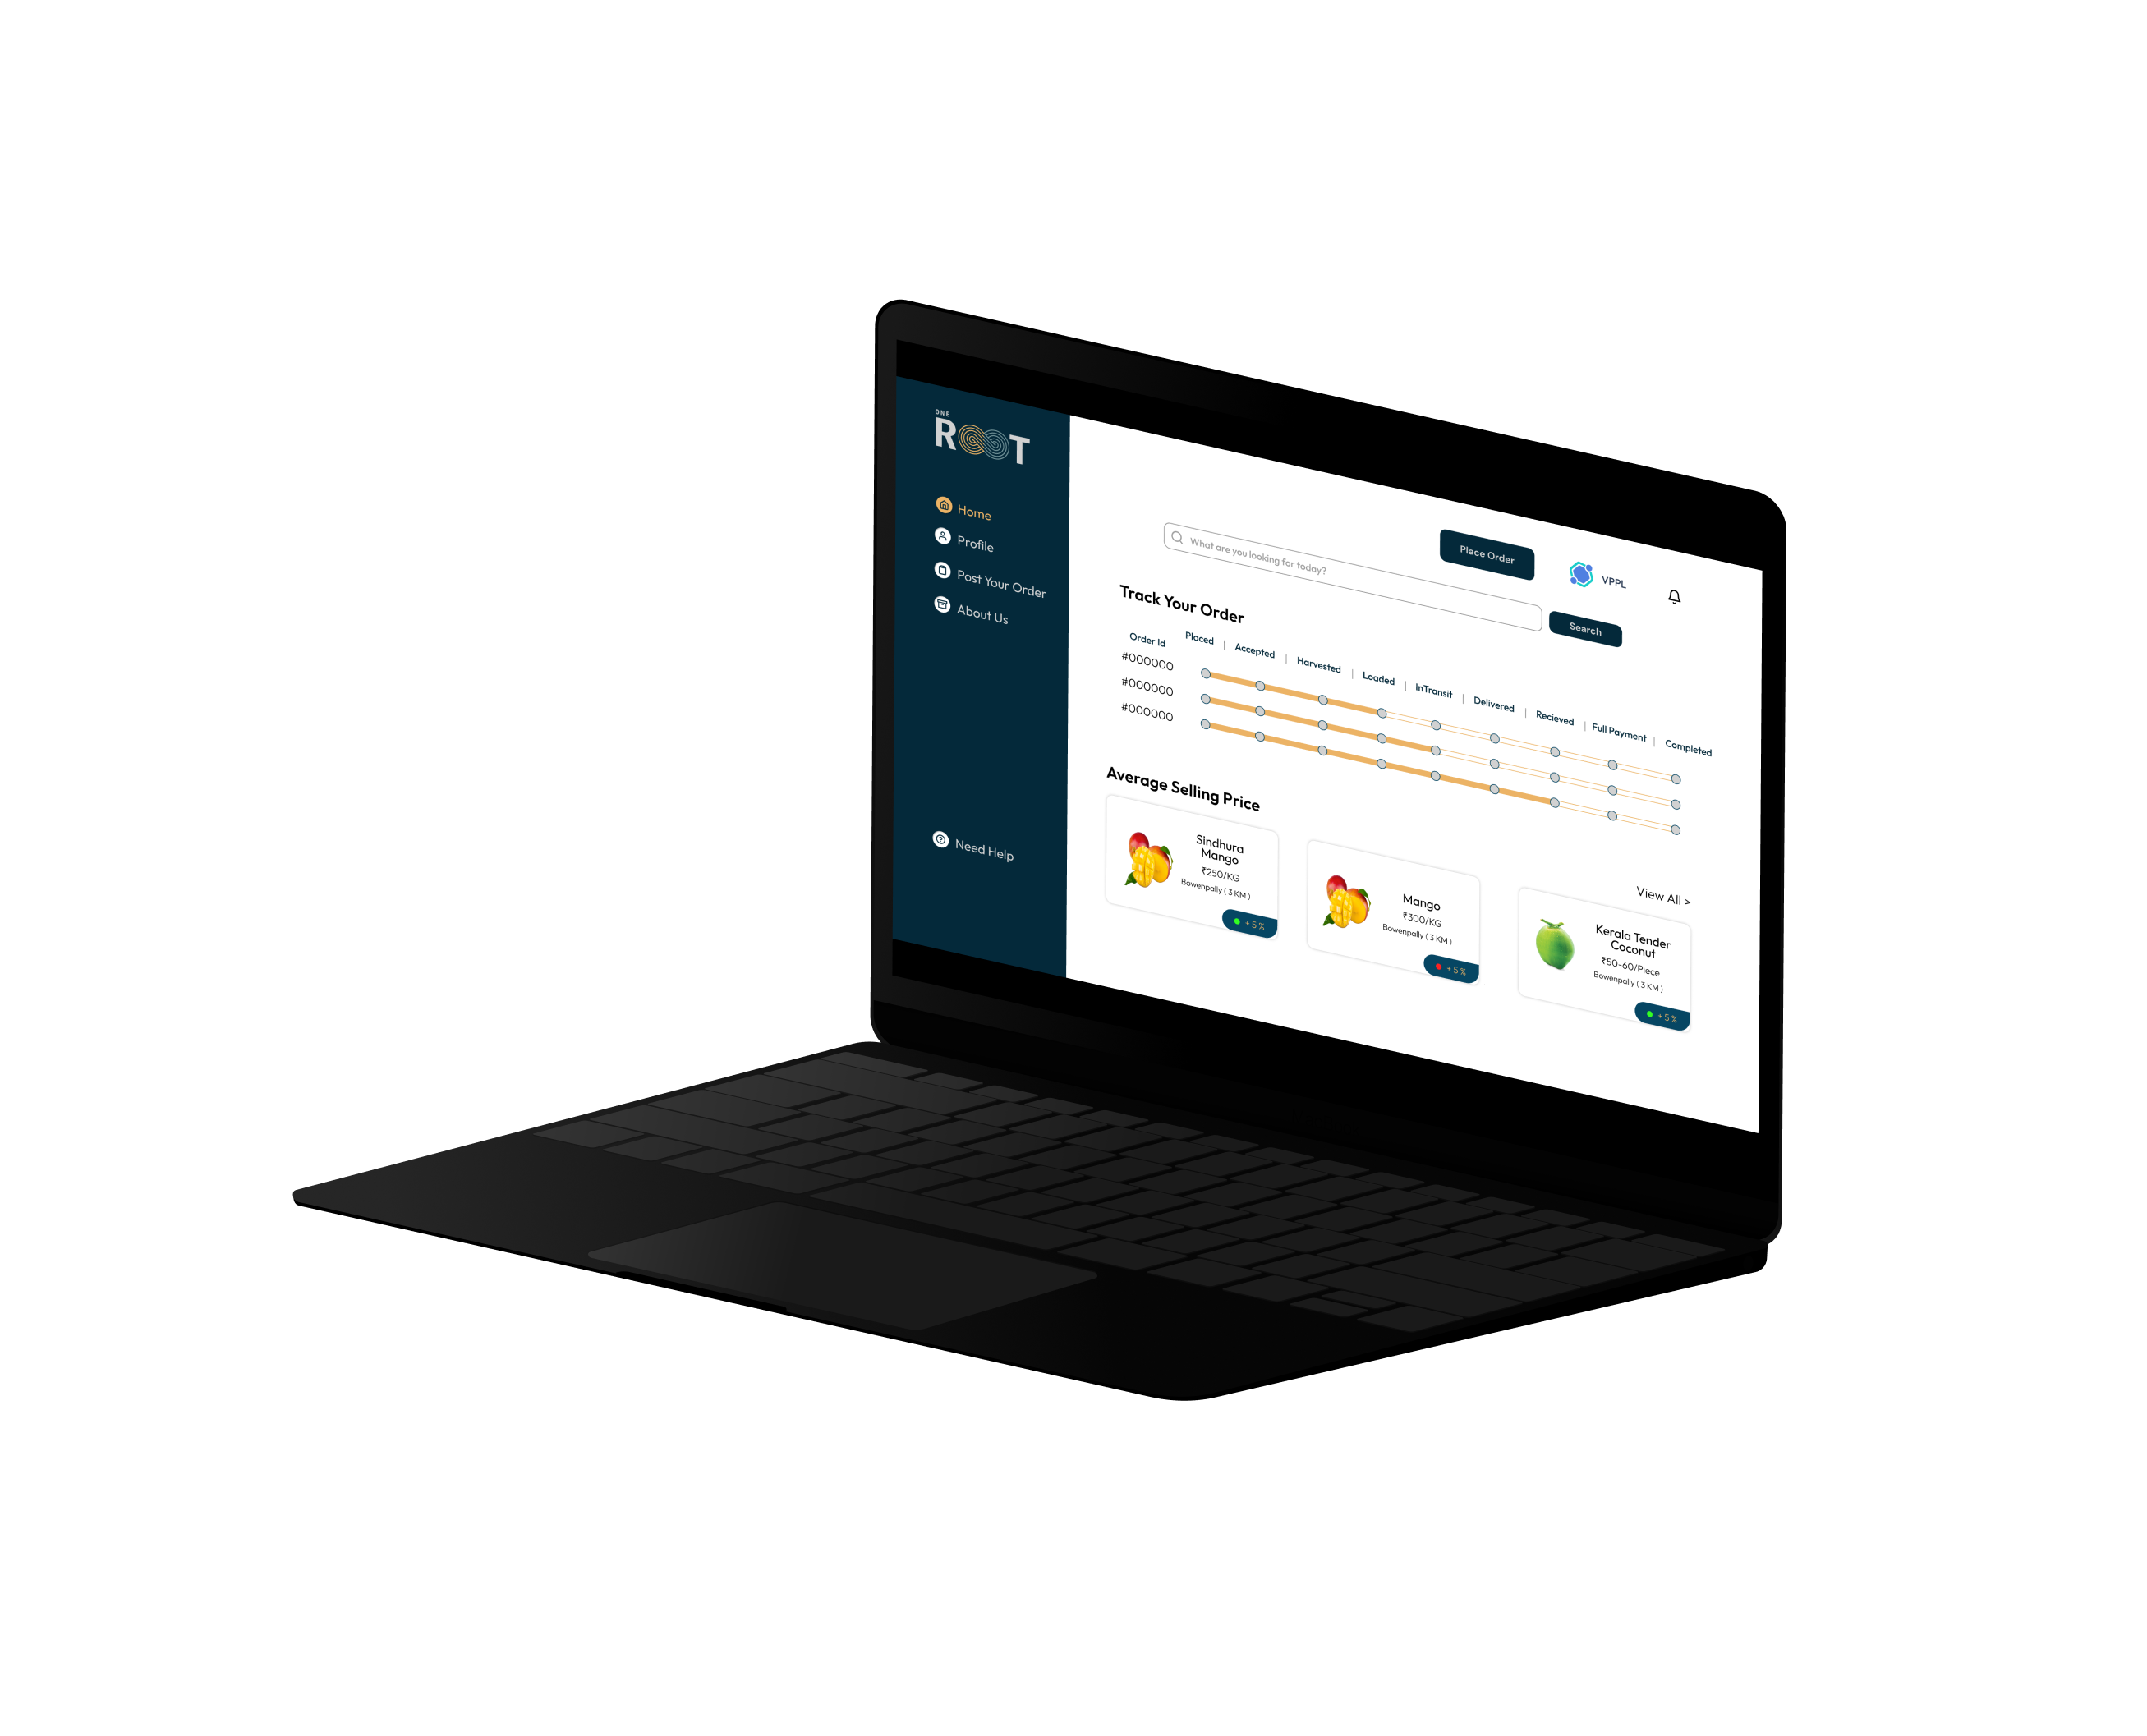 ONE
ROOT
Home
Profile
Post Your Order
About Us
Need Help
What are you looking for today?
Place Order
VPPL
Search
Track Your Order
Order Id
Placed | Accepted | Harvested | Loaded | InTransit | Delivered | Recieved | Full Payment | Completed
#000000
#000000
#000000
Average Selling Price
View All >
Sindhura
Mango
₹250/KG
Bowenpally ( 3 KM )
+5%
Mango
₹300/KG
Bowenpally ( 3 KM )
+5%
Kerala Tender
Coconut
₹50-60/Piece
Bowenpally ( 3 KM )
+5%